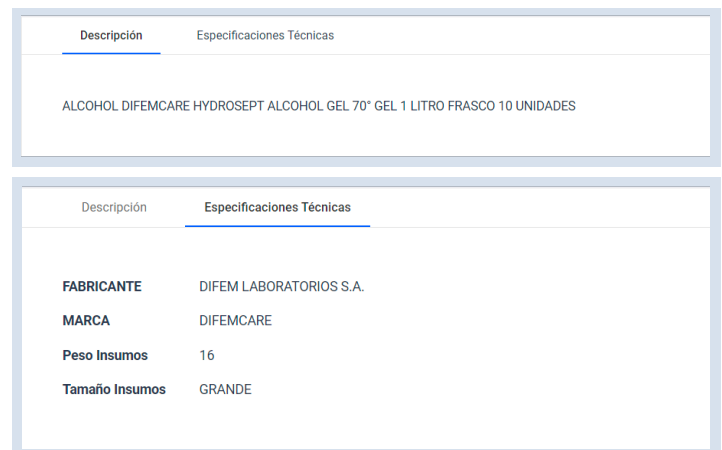 Descripción Especificaciones Técnicas
ALCOHOL DIFEMCARE HYDROSEPT ALCOHOL GEL 70° GEL 1 LITRO FRASCO 10 UNIDADES
Descripción Especificaciones Técnicas
FABRICANTE DIFEM LABORATORIOS S.A.
MARCA DIFEMCARE
Peso Insumos 16
Tamaño Insumos GRANDE